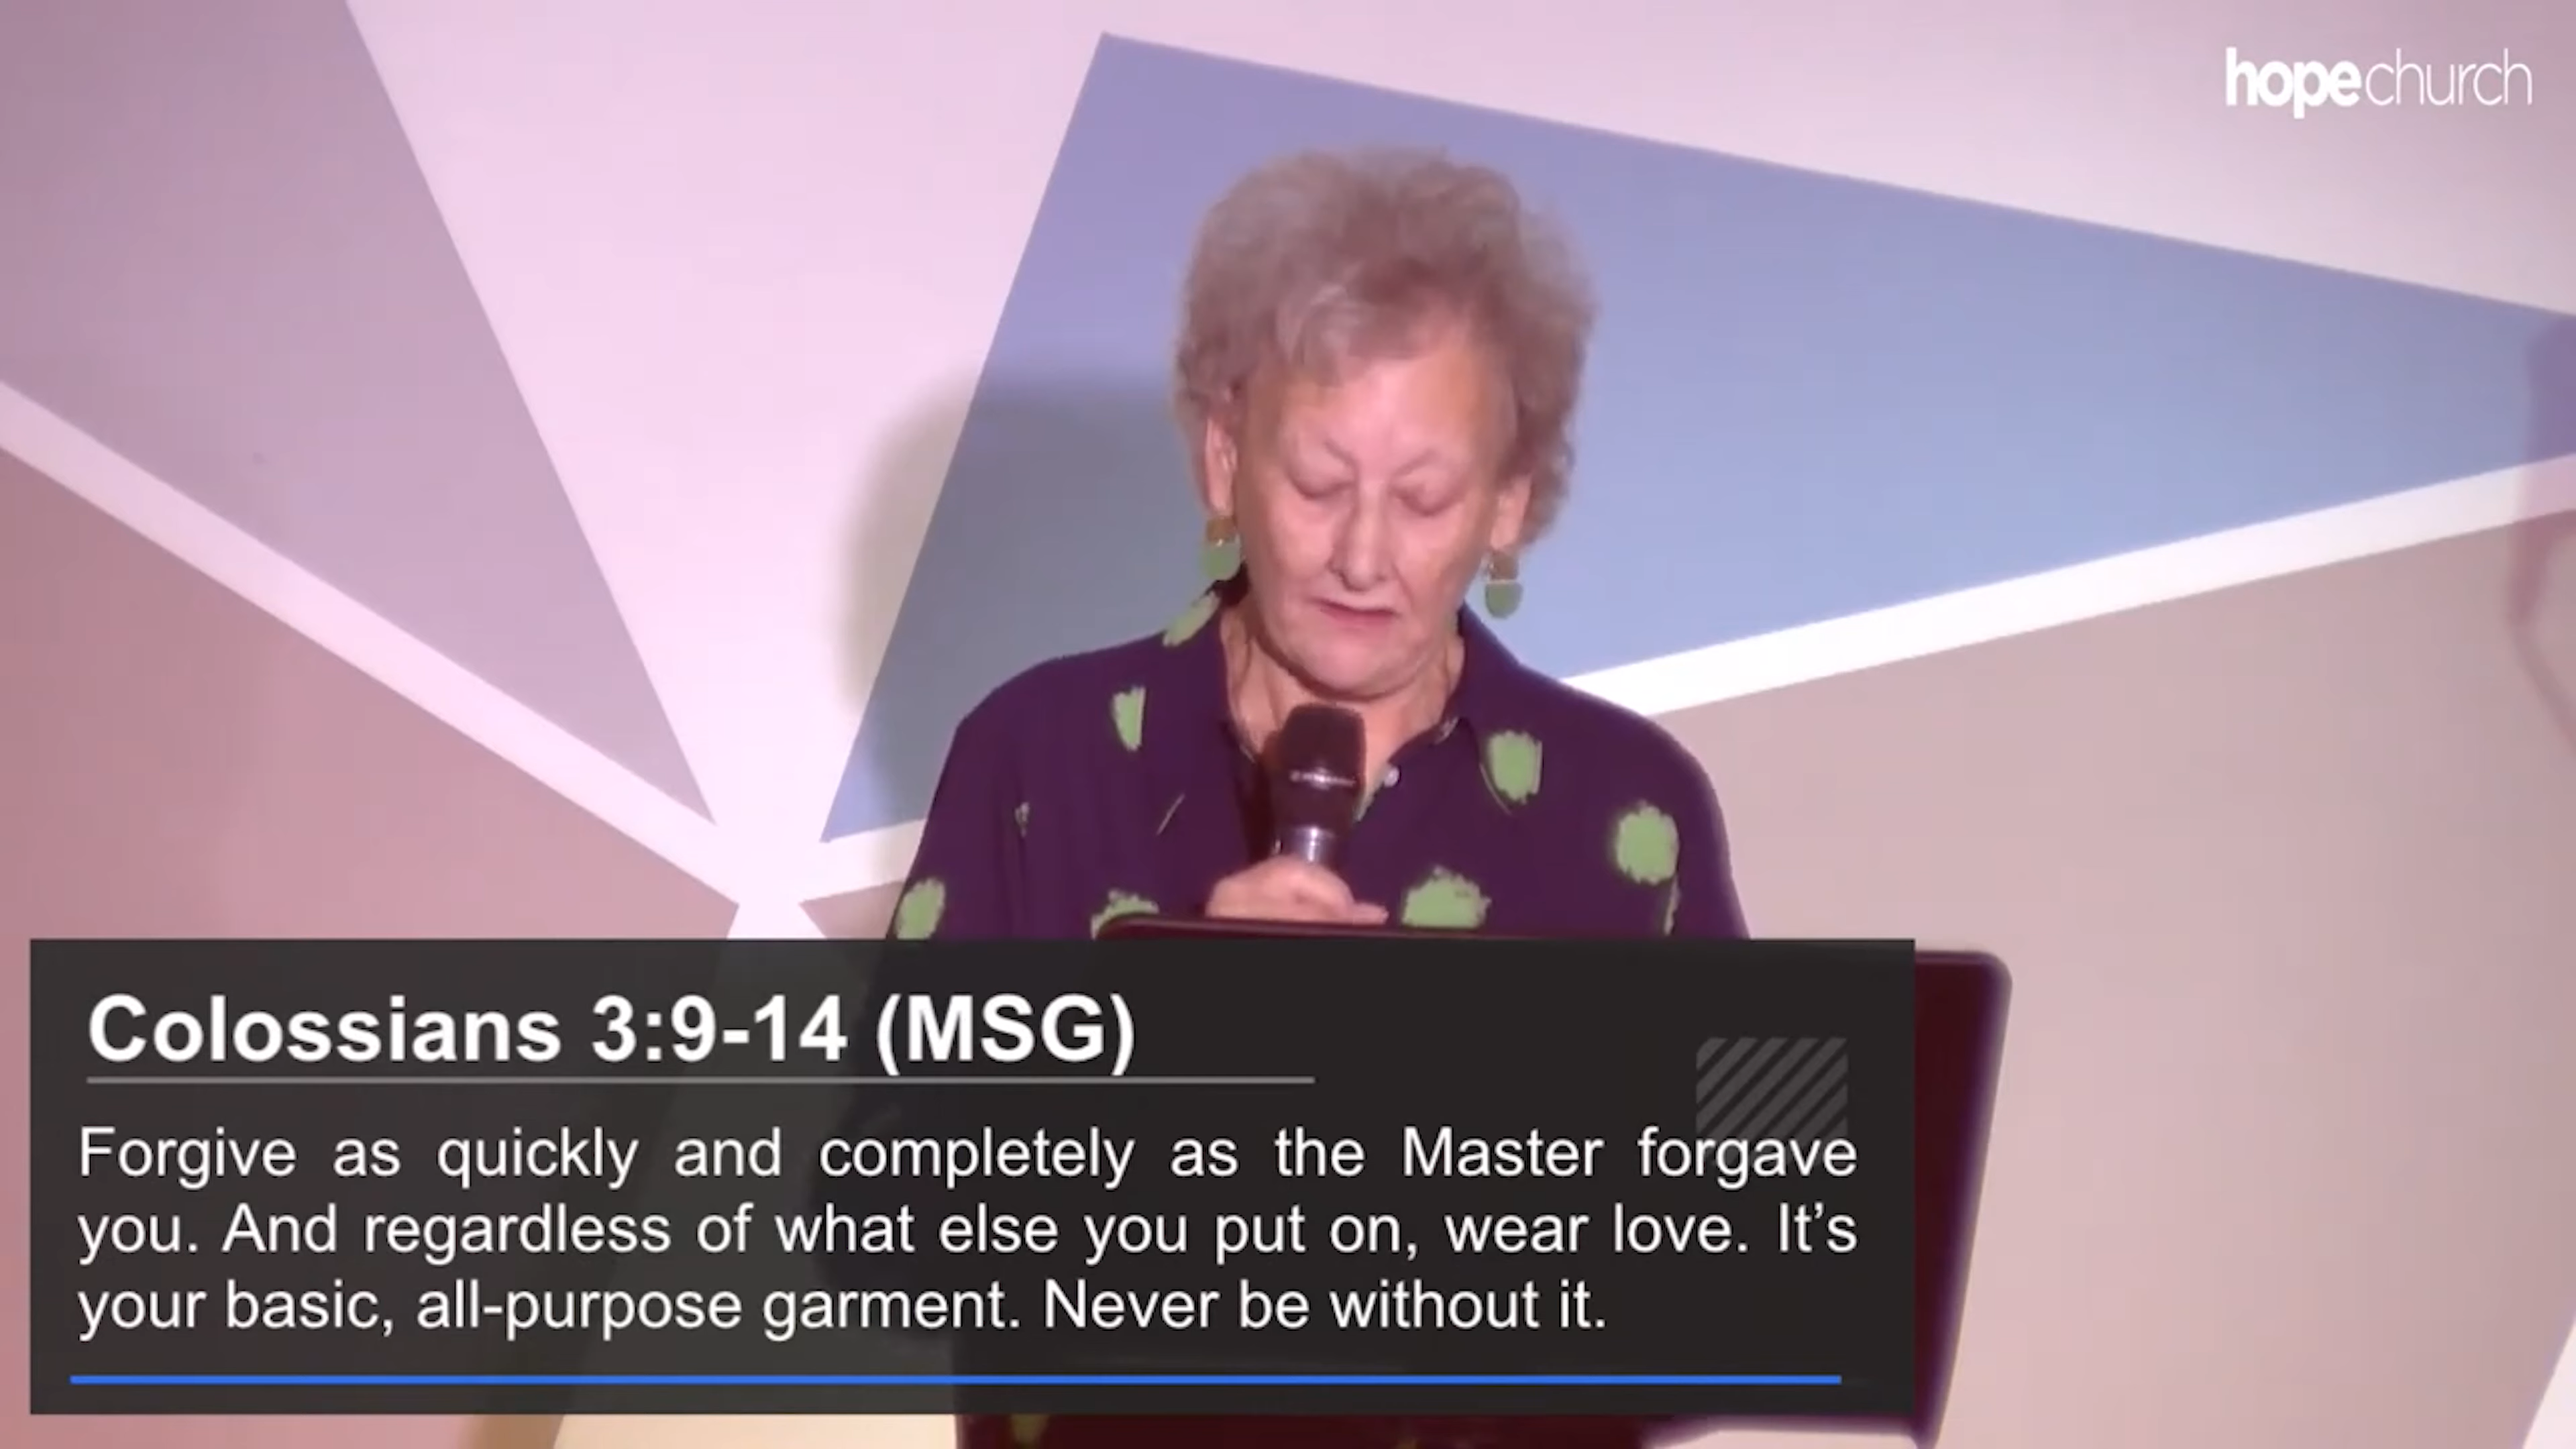 hopechurch
Colossians 3:9-14 (MSG)
Forgive as quickly and completely as the Master forgave
you. And regardless of what else you put on, wear love. It’s
your basic, all-purpose garment. Never be without it.